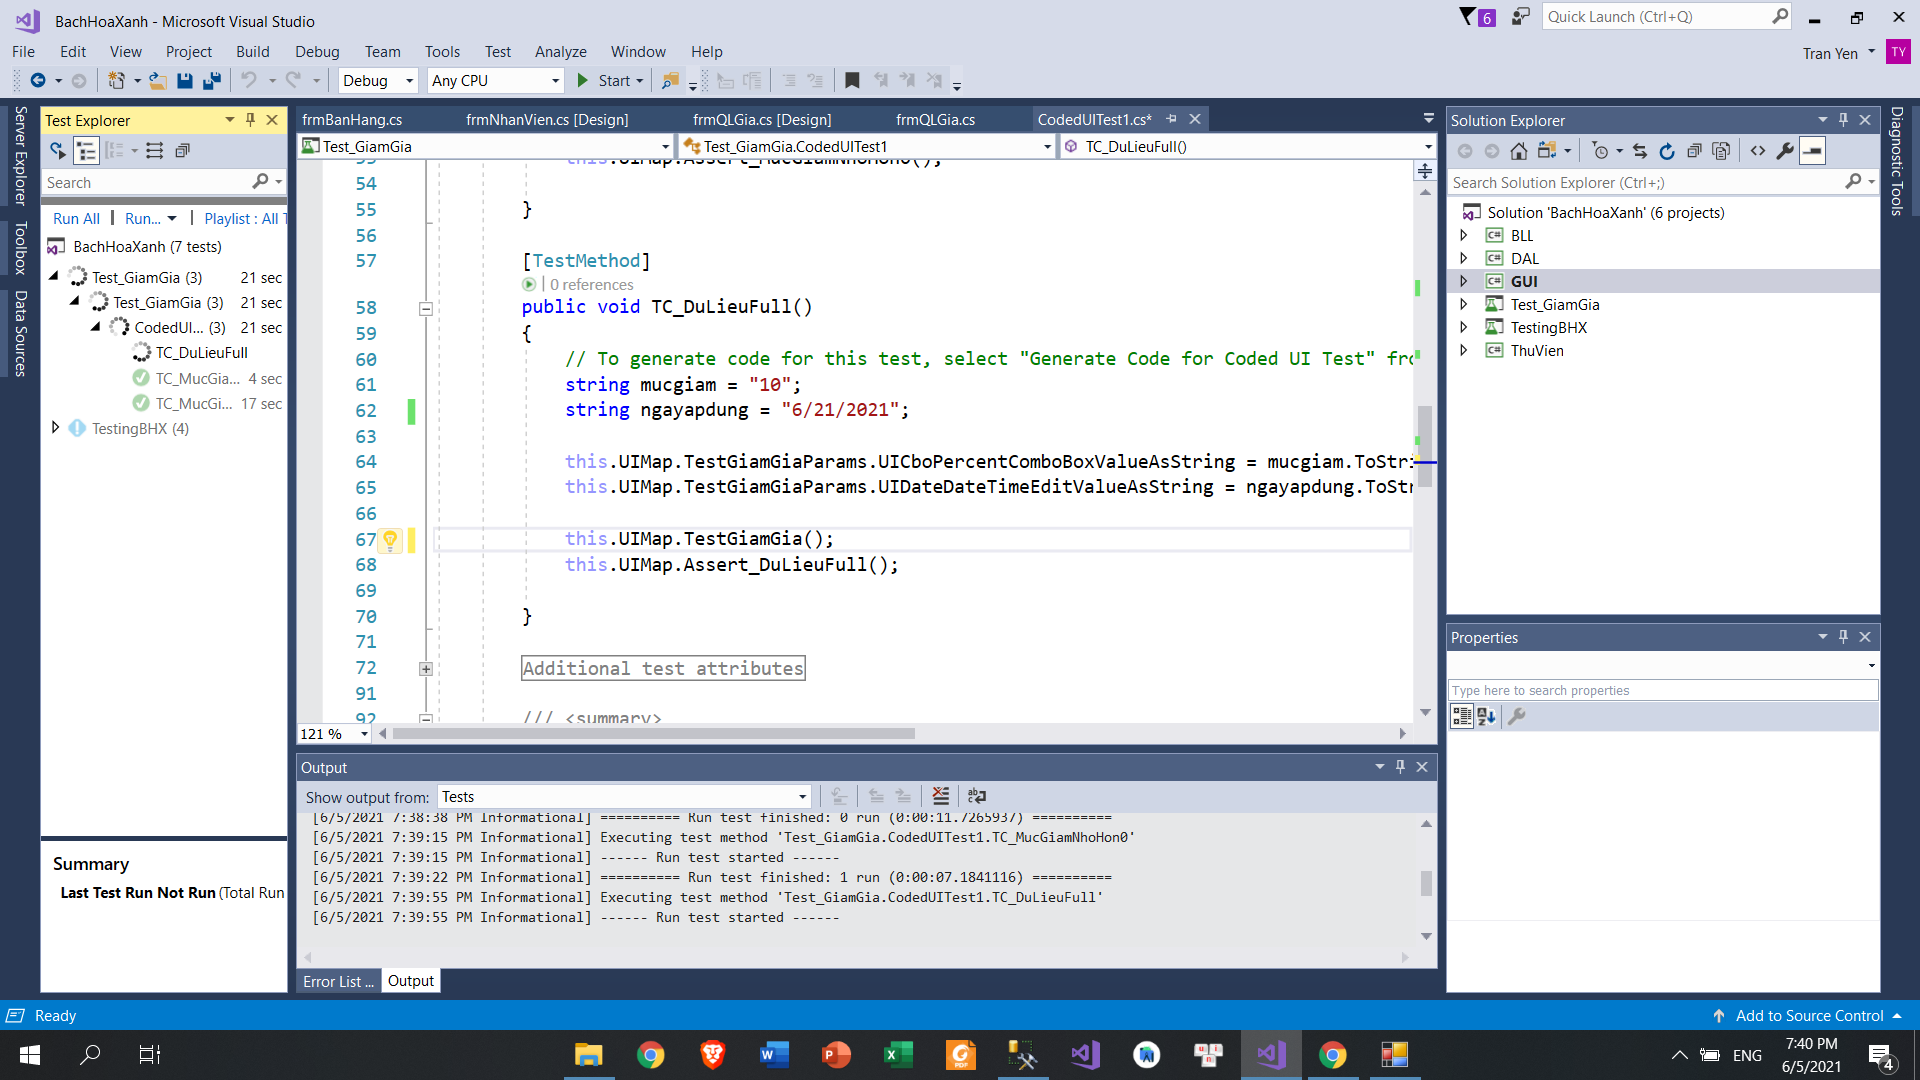 BachHoaXanh - Microsoft Visual Studio
6
Quick Launch (Ctrl+Q)
File Edit View Project Build Debug Team Tools Test Analyze Window Help
Tran Yen
TY
Debug
Any CPU
Start
Server Explorer
Toolbox
Data Sources
Test Explorer
Search
Run All | Run... | Playlist : All T
BachHoaXanh (7 tests)
Test_GiamGia (3) 21 sec
Test_GiamGia (3) 21 sec
CodedUI... (3) 21 sec
TC_DuLieuFull
TC_MucGia... 4 sec
TC_MucGi... 17 sec
TestingBHX (4)
Summary
Last Test Run Not Run (Total Run
frmBanHang.cs frmNhanVien.cs [Design] frmQLGia.cs [Design] frmQLGia.cs CodedUITest1.cs*
Test_GiamGia
Test_GiamGia.CodedUITest1
TC_DuLieuFull()
54
55 }
56
57 [TestMethod]
0 references
58 public void TC_DuLieuFull()
59 {
60 // To generate code for this test, select "Generate Code for Coded UI Test" fro
61 string mucgiam = "10";
62 string ngayapdung = "6/21/2021";
63
64 this.UIMap.TestGiamGiaParams.UICboPercentComboBoxValueAsString = mucgiam.ToStri
65 this.UIMap.TestGiamGiaParams.UIDateDateTimeEditValueAsString = ngayapdung.ToStr
66
67 this.UIMap.TestGiamGia();
68 this.UIMap.Assert_DuLieuFull();
69
70 }
71
72 Additional test attributes
91
92 /// <summary>
121 %
Output
Show output from: Tests
[6/5/2021 7:38:38 PM Informational] ========== Run test finished: 0 run (0:00:11.7265937) ==========
[6/5/2021 7:39:15 PM Informational] Executing test method 'Test_GiamGia.CodedUITest1.TC_MucGiamNhoHon0'
[6/5/2021 7:39:15 PM Informational] ------ Run test started ------
[6/5/2021 7:39:22 PM Informational] ========== Run test finished: 1 run (0:00:07.1841116) ==========
[6/5/2021 7:39:55 PM Informational] Executing test method 'Test_GiamGia.CodedUITest1.TC_DuLieuFull'
[6/5/2021 7:39:55 PM Informational] ------ Run test started ------
Error List ... Output
Solution Explorer
Search Solution Explorer (Ctrl+;)
Solution 'BachHoaXanh' (6 projects)
C# BLL
C# DAL
C# GUI
Test_GiamGia
TestingBHX
C# ThuVien
Properties
Type here to search properties
Diagnostic Tools
Ready
Add to Source Control
ENG
7:40 PM
6/5/2021
4